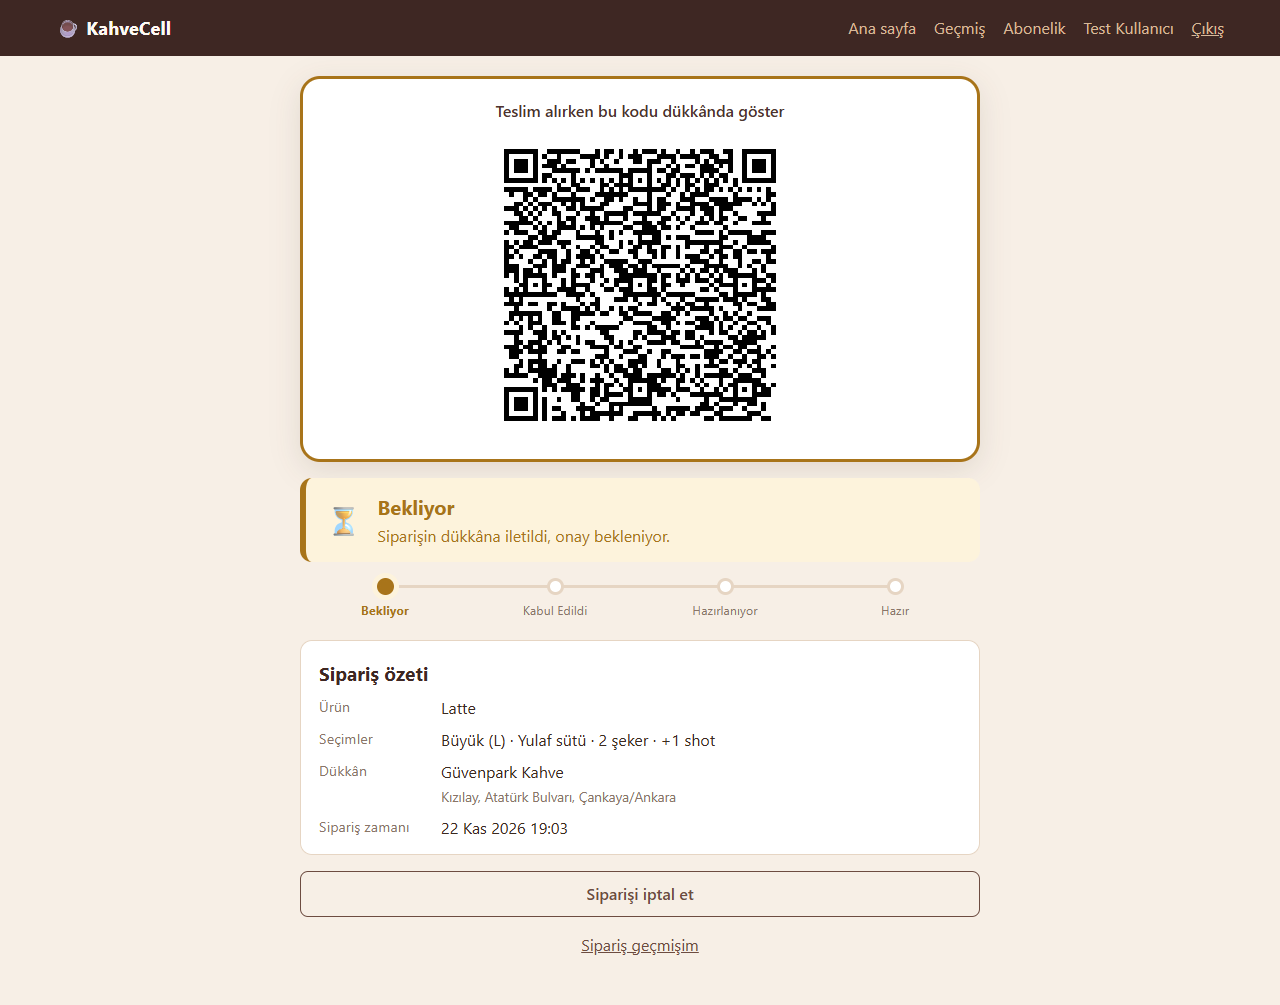 KahveCell
Ana sayfa Geçmiş Abonelik Test Kullanıcı Çıkış
Teslim alırken bu kodu dükkânda göster
Bekliyor
Siparişin dükkâna iletildi, onay bekleniyor.
Bekliyor Kabul Edildi Hazırlanıyor Hazır
Sipariş özeti
Ürün Latte
Seçimler Büyük (L) · Yulaf sütü · 2 şeker · +1 shot
Dükkân Güvenpark Kahve
Kızılay, Atatürk Bulvarı, Çankaya/Ankara
Sipariş zamanı 22 Kas 2026 19:03
Siparişi iptal et
Sipariş geçmişim